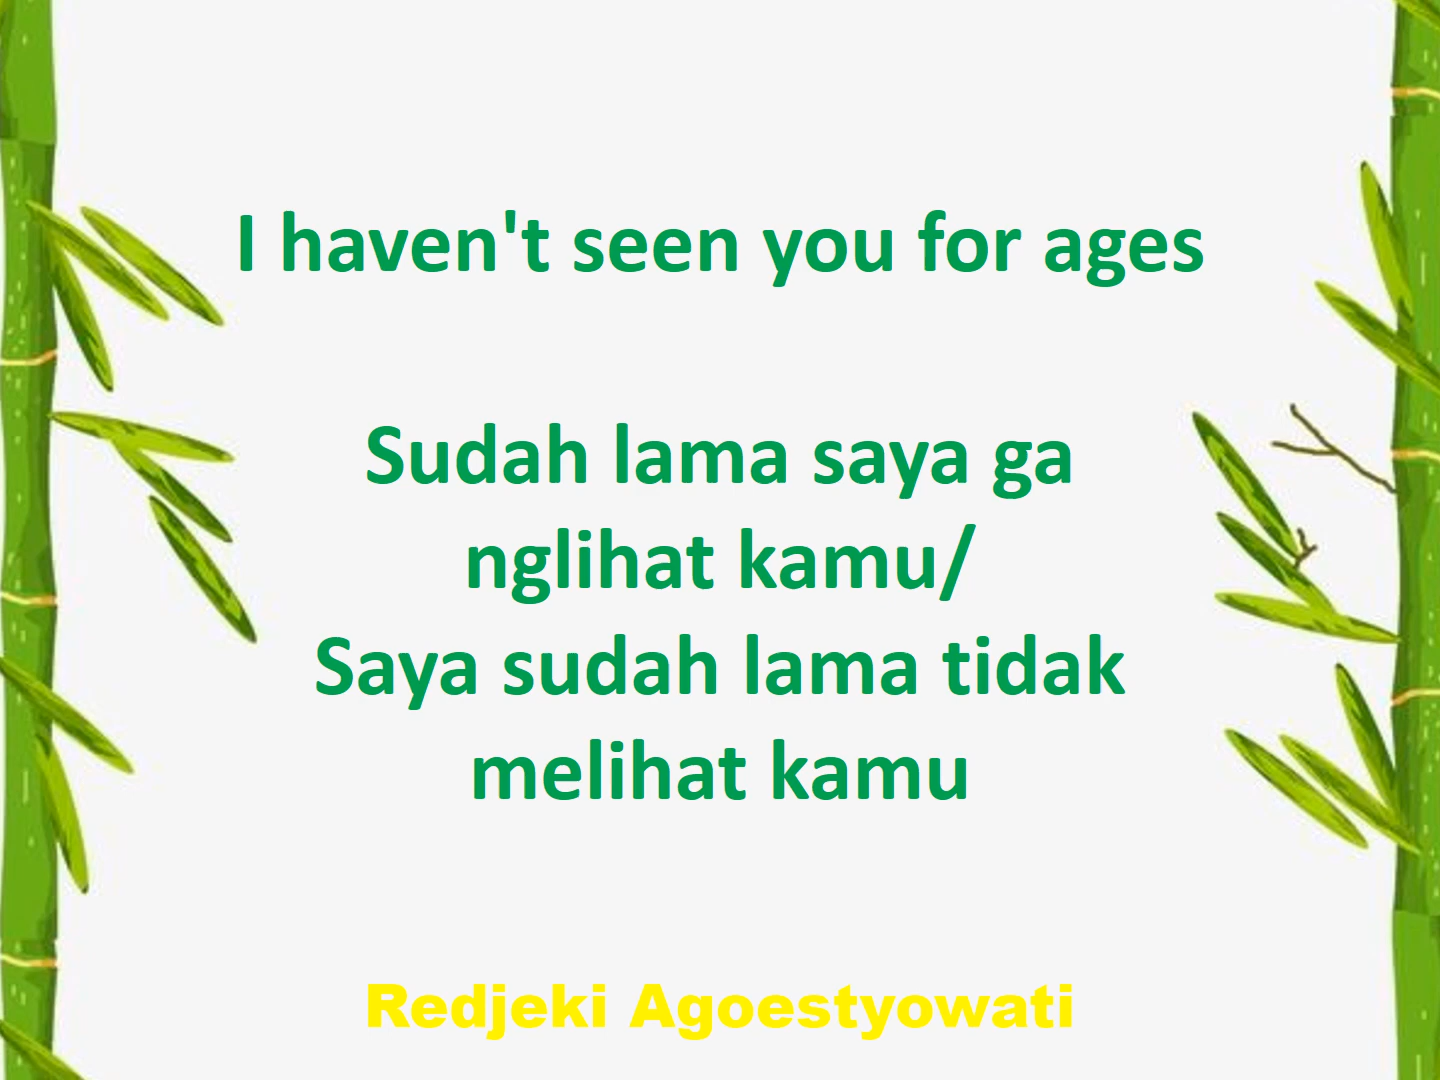 I haven't seen you for ages
Sudah lama saya ga
nglihat kamu/
Saya sudah lama tidak
melihat kamu
Redjeki Agoestyowati